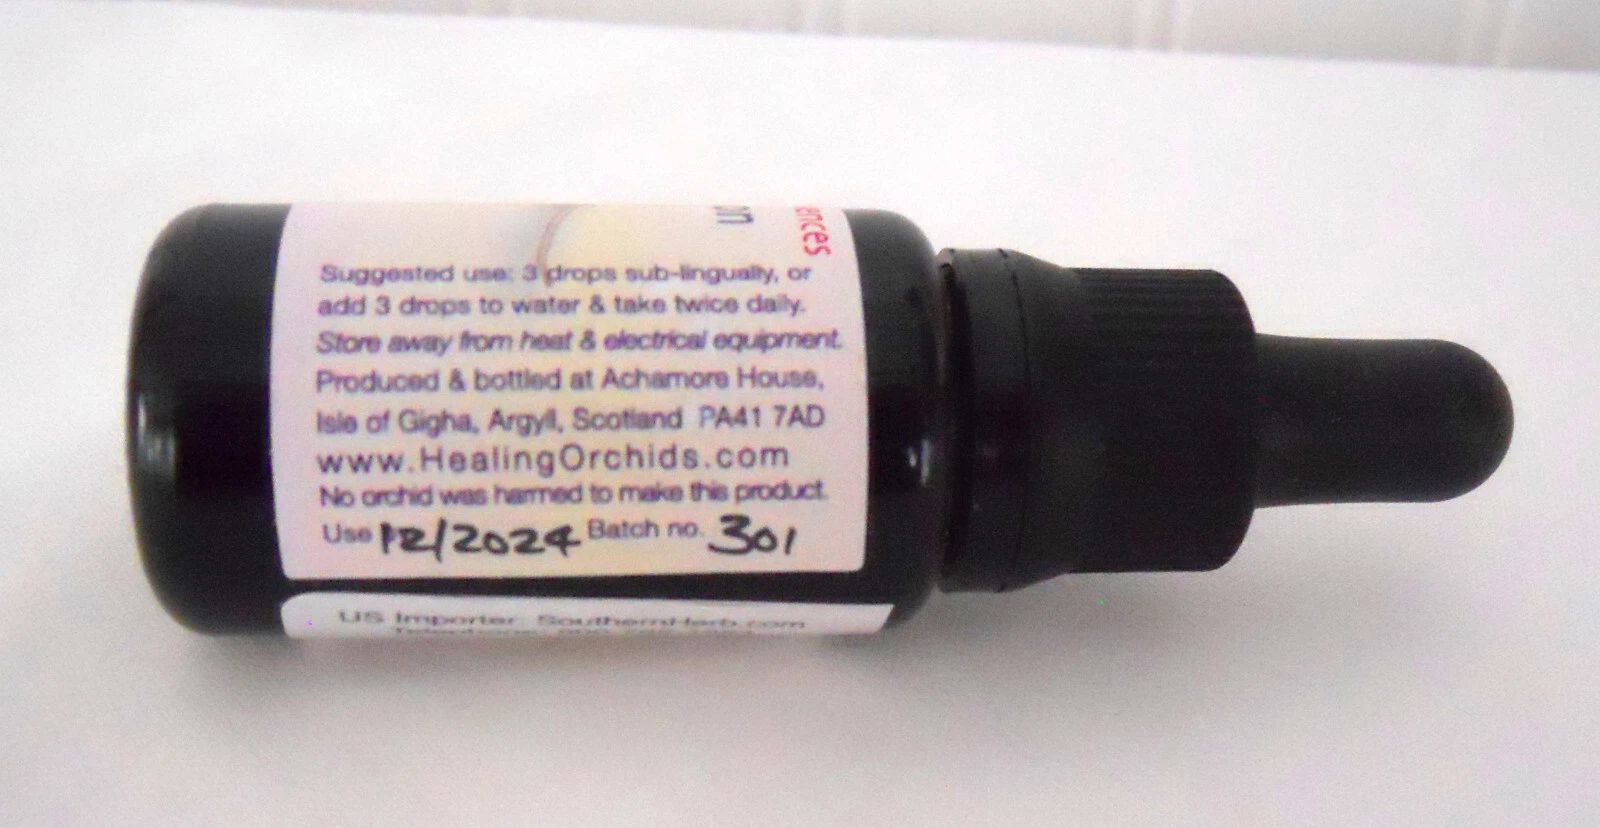 ences
on
Suggested use: 3 drops sub-lingually, or
add 3 drops to water & take twice daily.
Store away from heat & electrical equipment.
Produced & bottled at Achamore House,
Isle of Gigha, Argyll, Scotland PA41 7AD
www.HealingOrchids.com
No orchid was harmed to make this product.
Use 12/2024 Batch no. 301
US Importer: SouthernHerb.com
Telephone: